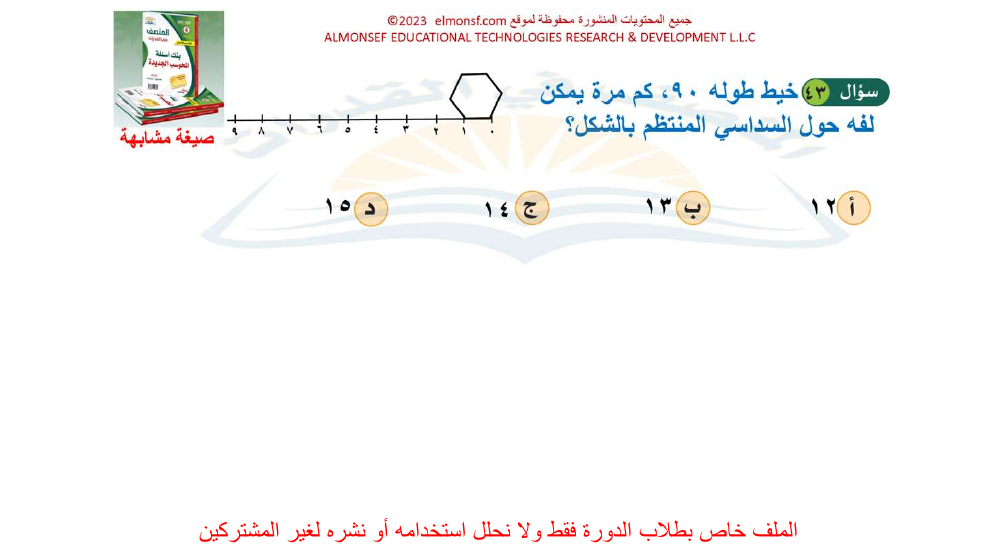 جميع المحتويات المنشورة محفوظة لموقع elmonsf.com ©2023
ALMONSEF EDUCATIONAL TECHNOLOGIES RESEARCH & DEVELOPMENT L.L.C
المنصف
بنك أسئلة
المحوسب الجديدة
صيغة مشابهة
سؤال ٤٣ خيط طوله ٩٠، كم مرة يمكن
لفه حول السداسي المنتظم بالشكل؟
٩ ٨ ٧ ٦ ٥ ٤ ٣ ٢ ١ ٠
أ ١٢ ب ١٣ ج ١٤ د ١٥
الملف خاص بطلاب الدورة فقط ولا نحلل استخدامه أو نشره لغير المشتركين